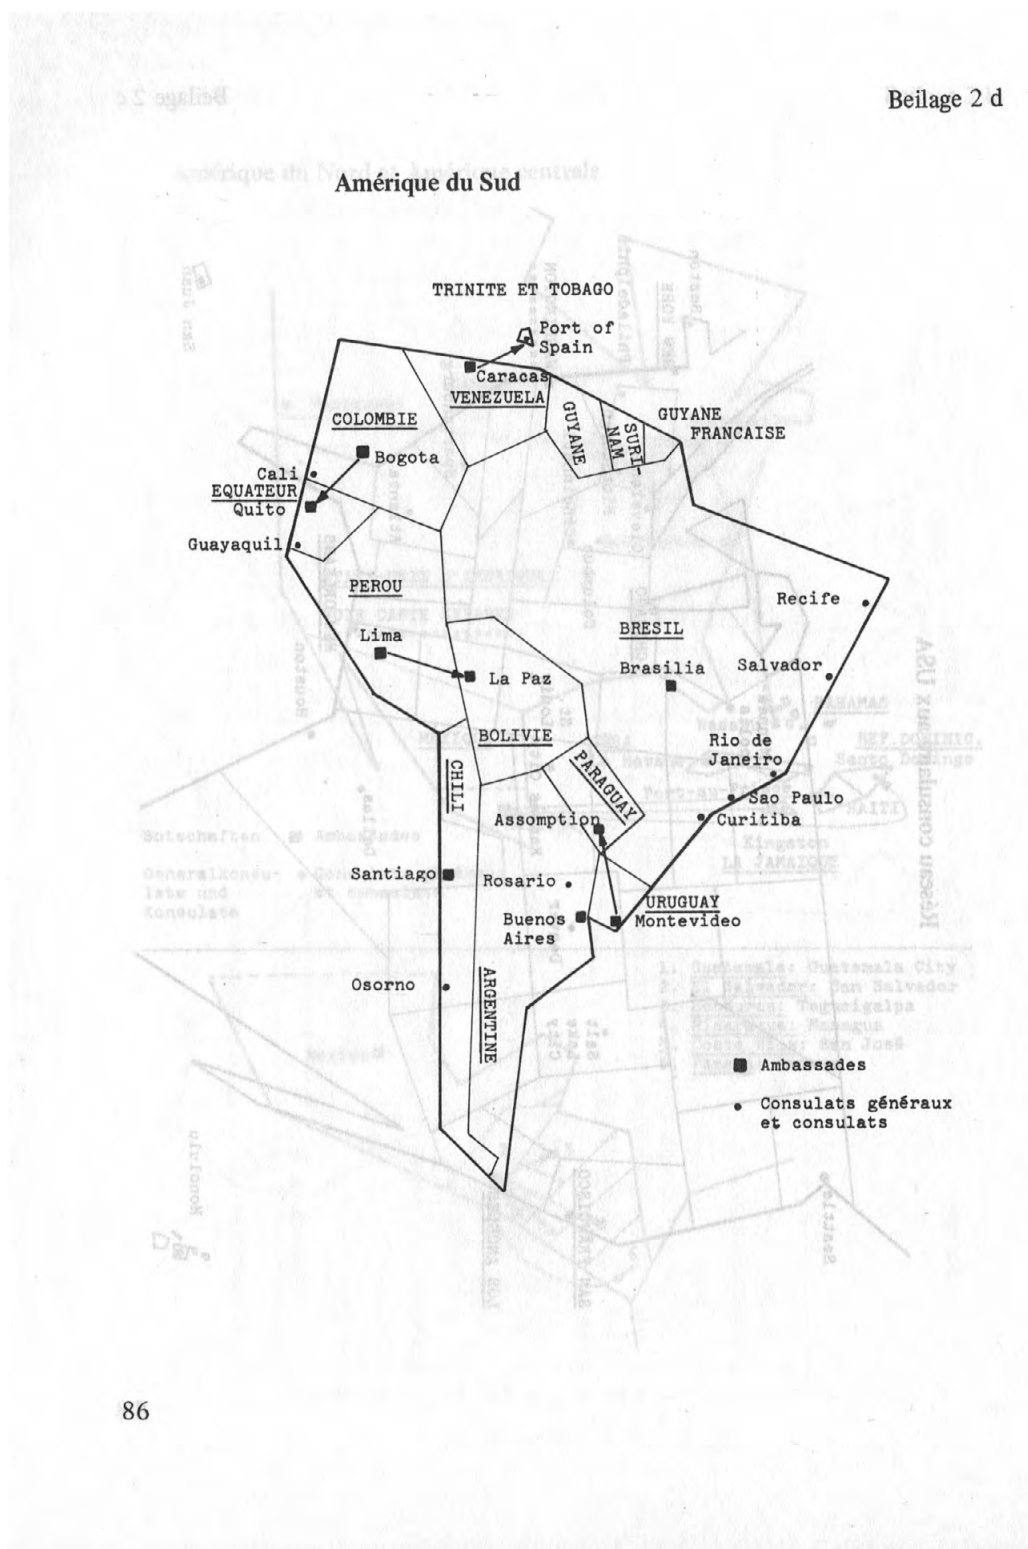 Beilage 2 d
Amérique du Sud
TRINITE ET TOBAGO
Port of
Spain
Caracas
VENEZUELA
COLOMBIE
GUYANE
SURI-
NAM
GUYANE
FRANCAISE
Bogota
Cali
EQUATEUR
Quito
Guayaquil
PEROU
Recife
BRESIL
Lima
Salvador
Brasilia
La Paz
BOLIVIE
Rio de
Janeiro
PARAGUAY
CHILI
Sao Paulo
Assomption
Curitiba
Santiago
Rosario
URUGUAY
Montevideo
Buenos
Aires
Osorno
ARGENTINE
Ambassades
Consulats généraux
et consulats
86